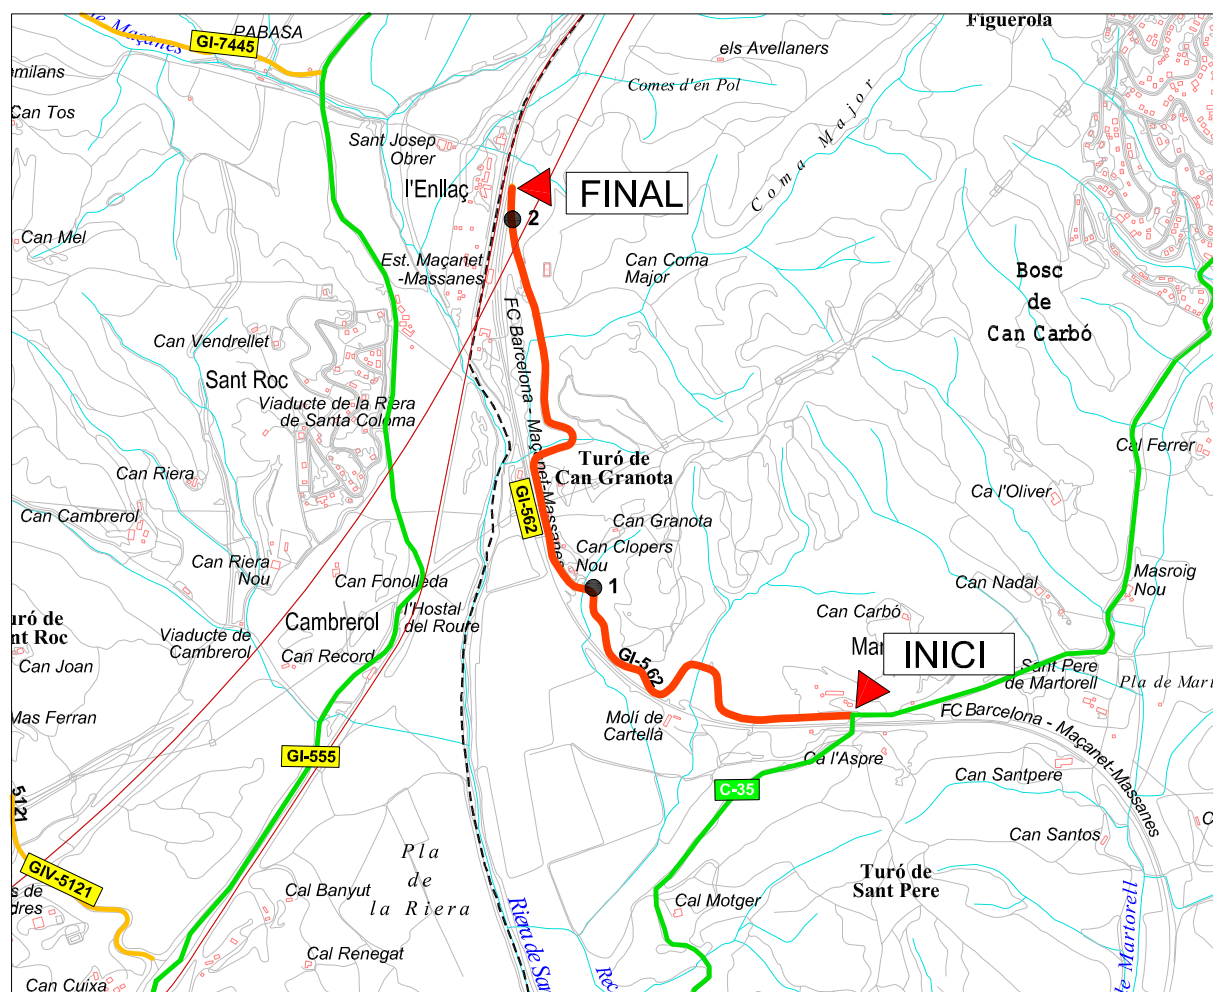 de Maçanes
PABASA
GI-7445
els Avellaners
Figuerola
Comes d'en Pol
Can Tos
Coma Major
Sant Josep
Obrer
l'Enllaç
FINAL
2
Can Mel
Est. Maçanet
-Massanes
Can Coma
Major
Bosc
de
Can Carbó
FC Barcelona - Maçanet-Massanes
Can Vendrellet
Sant Roc
Viaducte de la Riera
de Santa Coloma
Cal Ferrer
Turó de
Can Granota
Can Riera
Ca l'Oliver
GI-562
Can Cambrerol
Can Granota
Can Clopers
Nou
Can Riera
Nou
Can Fonolleda
1
Can Nadal
Masroig
Nou
Can Carbó
l'Hostal
del Roure
Cambrerol
Viaducte de
Cambrerol
Can Record
Can Joan
GI-562
INICI
Sant Pere
de Martorell
Mas Ferran
Molí de
Cartellà
FC Barcelona - Maçanet-Massanes
Ca l'Aspre
GI-555
Can Santpere
C-35
5121
Can Santos
Pla
de
la Riera
Turó de
Sant Pere
GIV-5121
Cal Banyut
Cal Motger
Riera de San
de Martorell
Cal Renegat
Rec
Can Cuixa